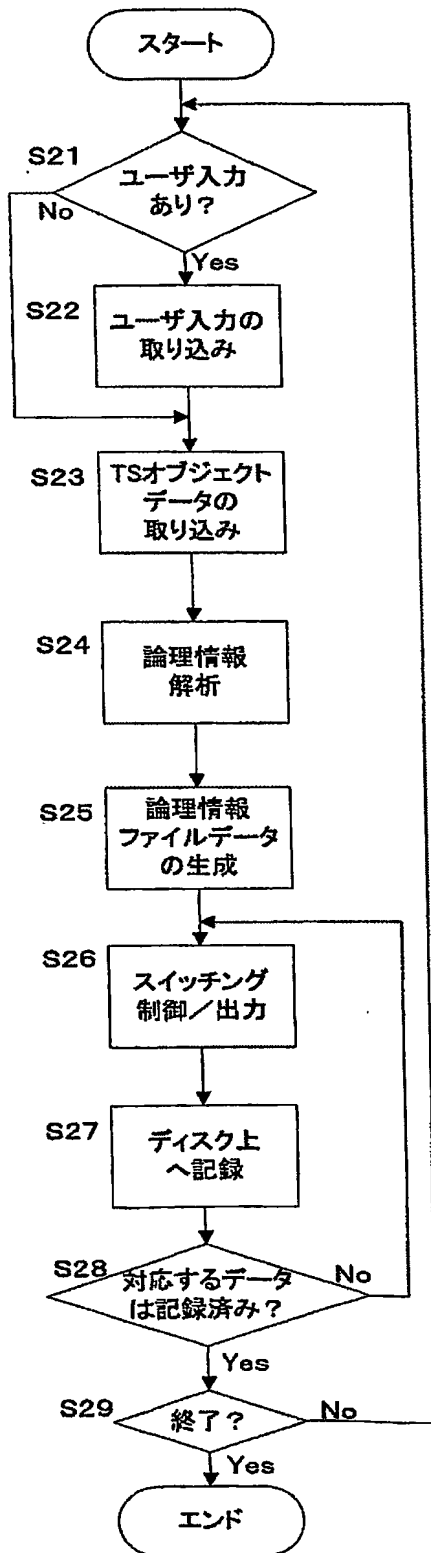 スタート
S21
ユーザ入力
あり?
No
Yes
S22
ユーザ入力の
取り込み
S23
TSオブジェクト
データの
取り込み
S24
論理情報
解析
S25
論理情報
ファイルデータ
の生成
S26
スイッチング
制御／出力
S27
ディスク上
へ記録
S28
対応するデータ
は記録済み?
No
Yes
S29
終了?
No
Yes
エンド